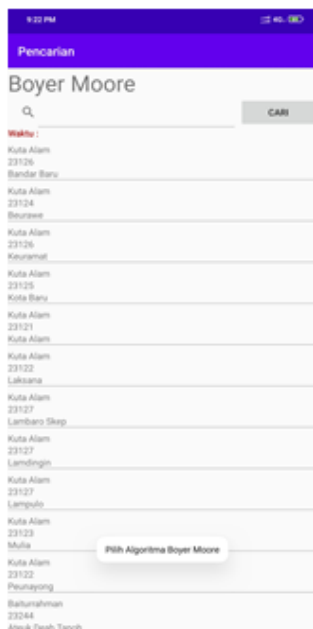 9:22 PM
Pencarian
Boyer Moore
CARI
Waktu :
Kuta Alam
23126
Bandar Baru
Kuta Alam
23124
Beurawe
Kuta Alam
23126
Keuramat
Kuta Alam
23125
Kota Baru
Kuta Alam
23121
Kuta Alam
Kuta Alam
23122
Laksana
Kuta Alam
23127
Lambaro Skep
Kuta Alam
23127
Lamdingin
Kuta Alam
23127
Lampulo
Kuta Alam
23123
Mulia
Pilih Algoritma Boyer Moore
Kuta Alam
23122
Peunayong
Baiturrahman
23244
Ateuk Deah Tanoh